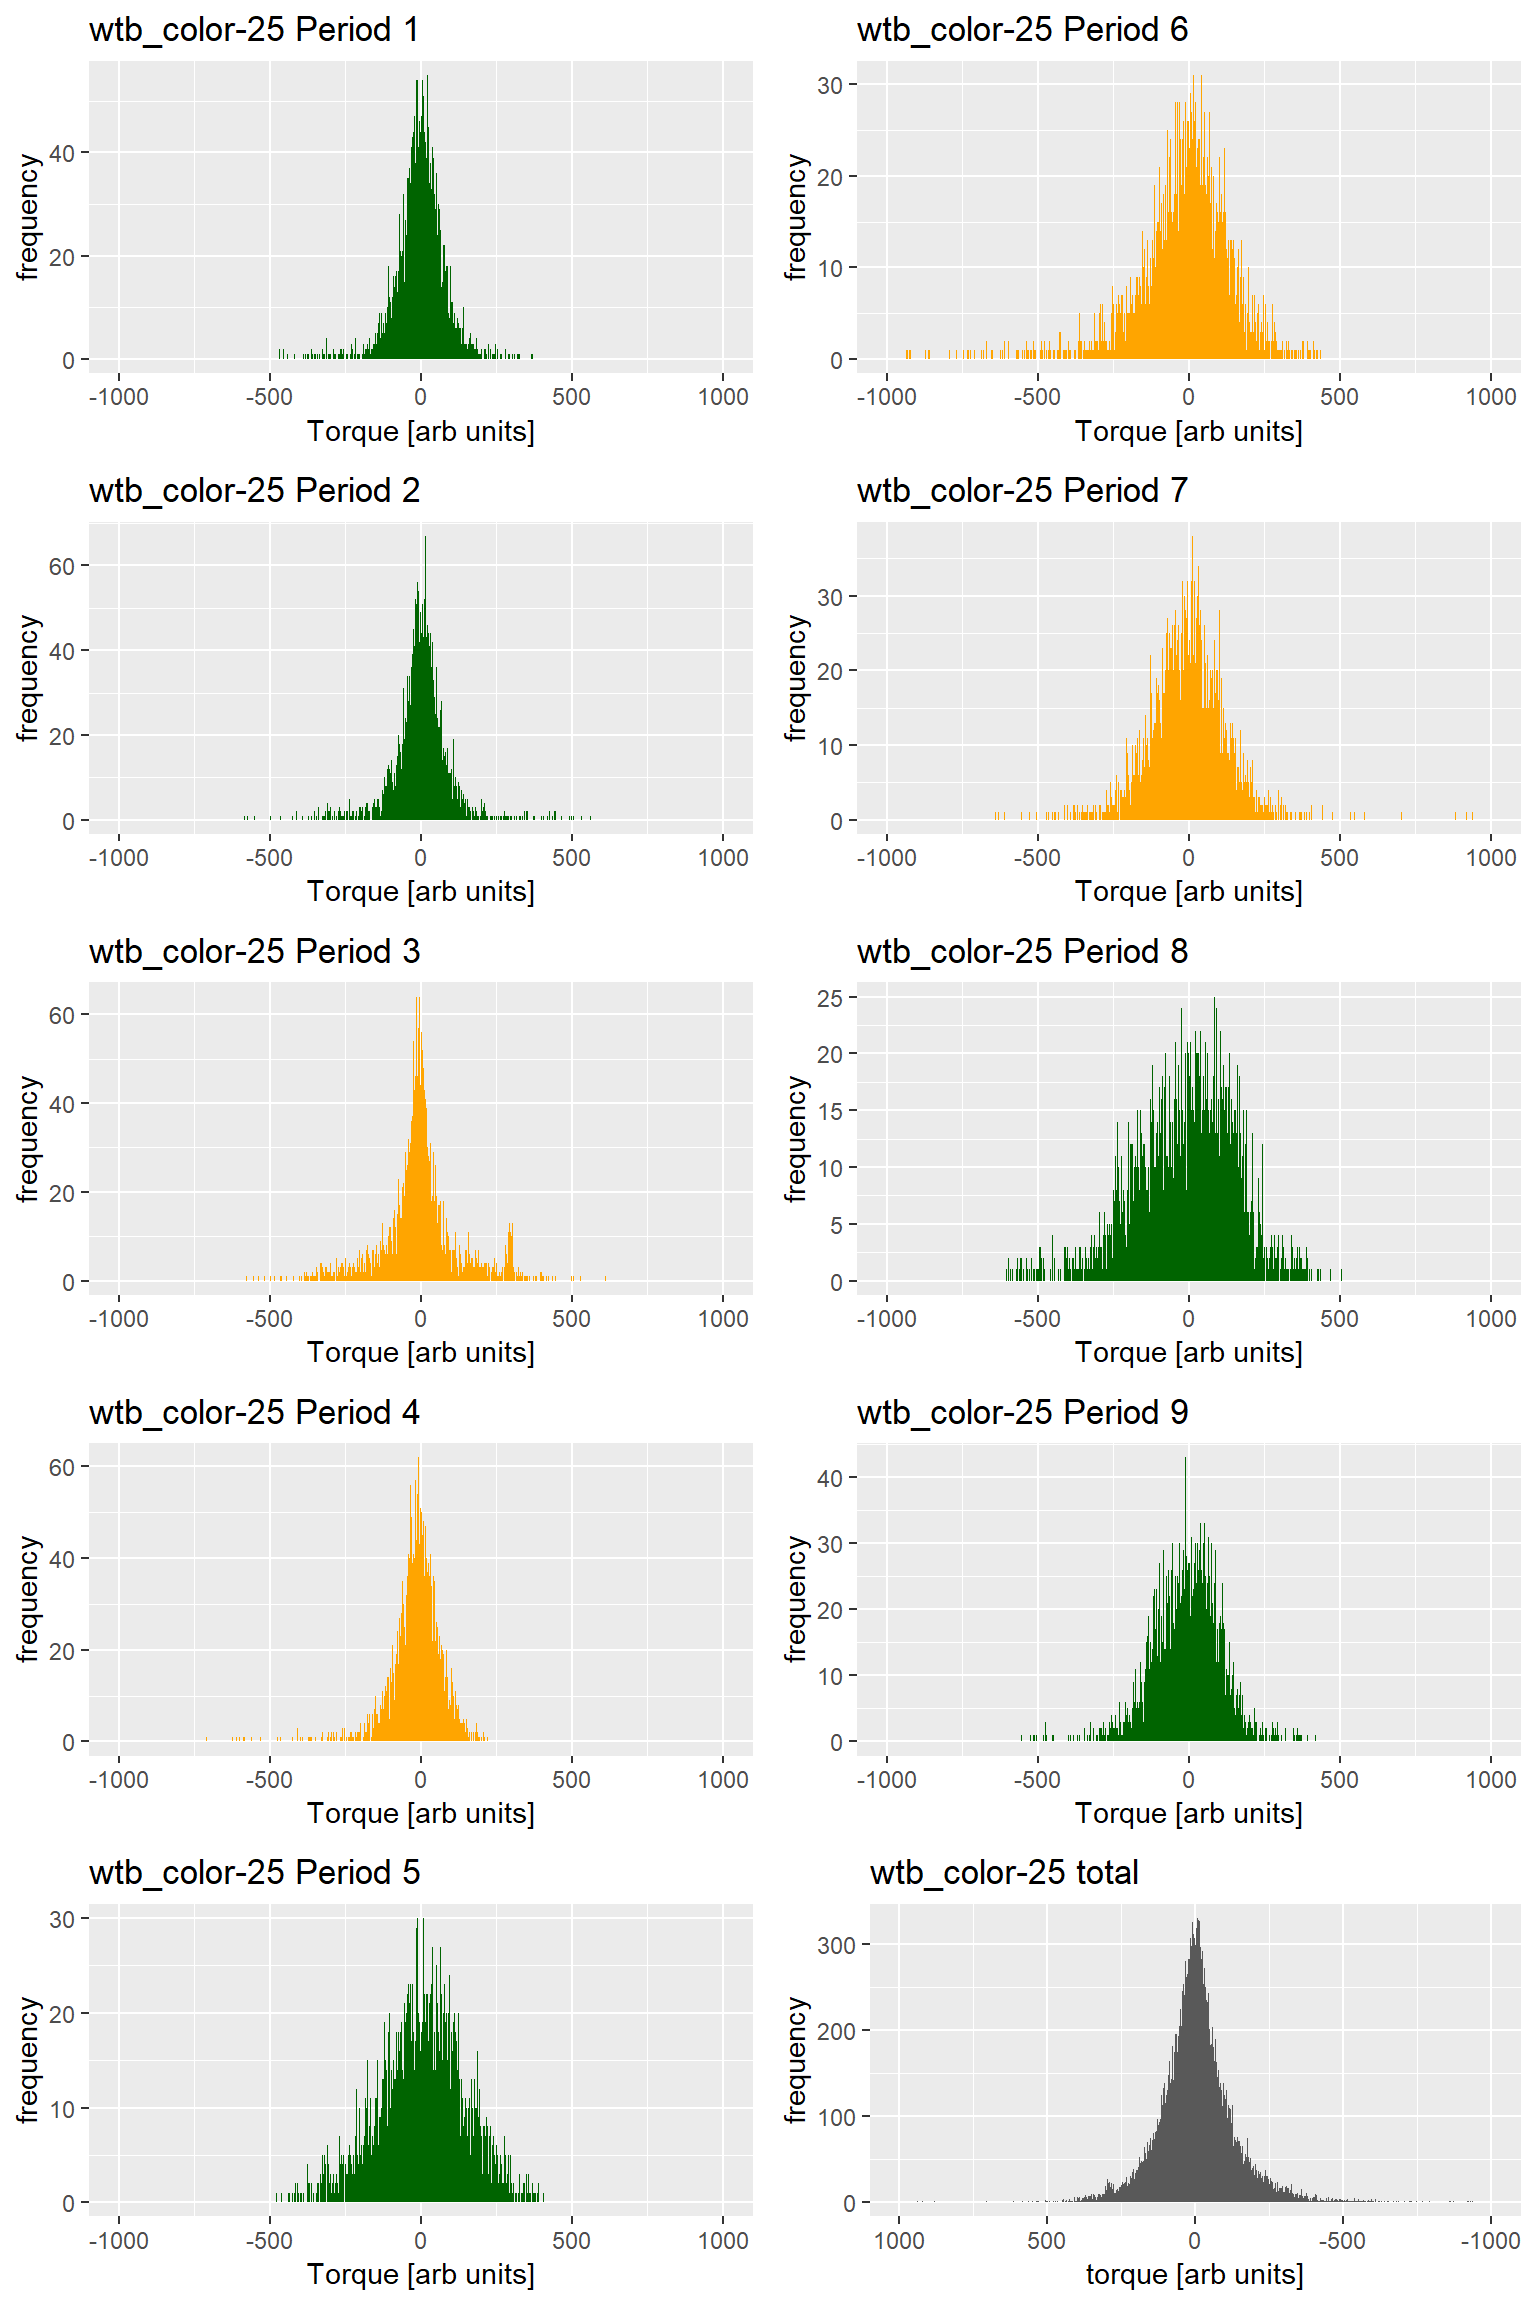 wtb_color-25 Period 1
frequency
40
20
0
-1000 -500 0 500 1000
Torque [arb units]
wtb_color-25 Period 6
frequency
30
20
10
0
-1000 -500 0 500 1000
Torque [arb units]
wtb_color-25 Period 2
frequency
60
40
20
0
-1000 -500 0 500 1000
Torque [arb units]
wtb_color-25 Period 7
frequency
30
20
10
0
-1000 -500 0 500 1000
Torque [arb units]
wtb_color-25 Period 3
frequency
60
40
20
0
-1000 -500 0 500 1000
Torque [arb units]
wtb_color-25 Period 8
frequency
25
20
15
10
5
0
-1000 -500 0 500 1000
Torque [arb units]
wtb_color-25 Period 4
frequency
60
40
20
0
-1000 -500 0 500 1000
Torque [arb units]
wtb_color-25 Period 9
frequency
40
30
20
10
0
-1000 -500 0 500 1000
Torque [arb units]
wtb_color-25 Period 5
frequency
30
20
10
0
-1000 -500 0 500 1000
Torque [arb units]
wtb_color-25 total
frequency
300
200
100
0
1000 500 0 -500 -1000
torque [arb units]